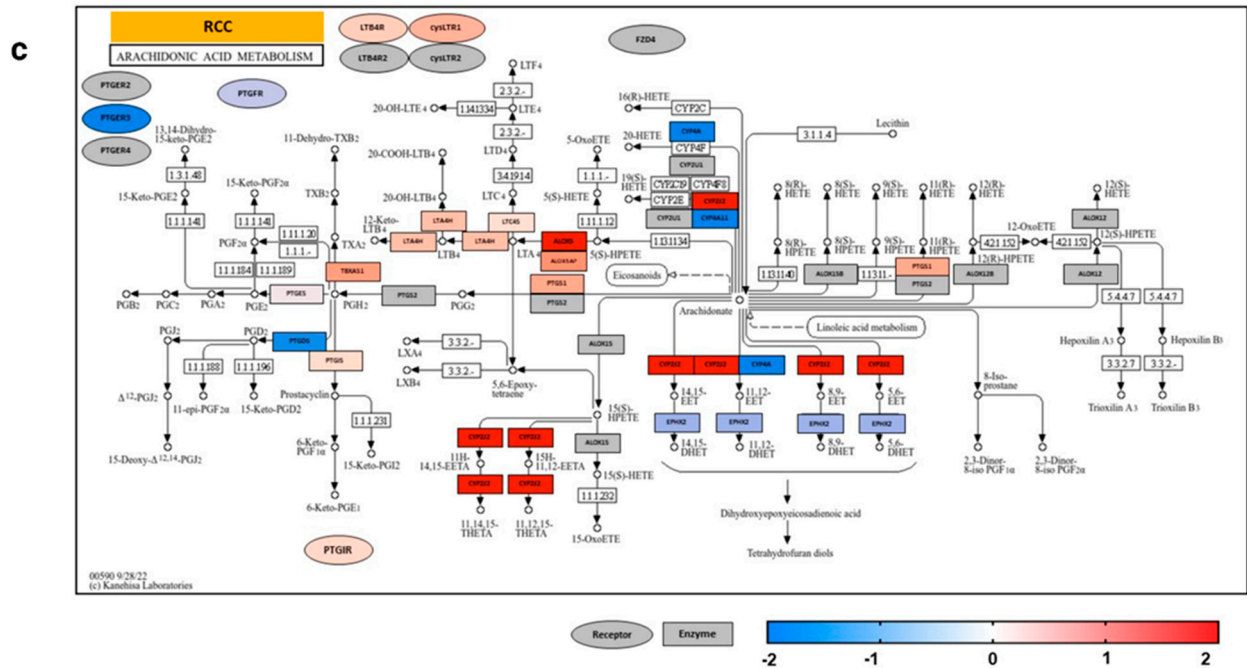 c
RCC
ARACHIDONIC ACID METABOLISM
LTB4R
cysLTR1
LTB4R2
cysLTR2
FZD4
PTGER2
PTGER3
PTGER4
PTGFR
LTF4
2.3.2.-
20-OH-LTE4
1.14.13.34
LTE4
2.3.2.-
LTD4
3.4.19.14
LTC4
LTC4S
LTA4
13,14-Dihydro-
15-keto-PGE2
1.3.1.48
15-Keto-PGE2
1.1.1.141
11-Dehydro-TXB2
TXB2
TXA2
TBXAS1
15-Keto-PGF2α
1.1.1.141
PGF2α
1.1.1.20
1.1.1.-
1.1.1.184
1.1.1.189
20-COOH-LTB4
20-OH-LTB4
12-Keto-
LTB4
LTA4H
LTA4H
LTB4
LTA4H
5-OxoETE
1.1.1.-
5(S)-HETE
1.11.1.12
5(S)-HPETE
ALOX5
ALOX5AP
1.13.11.34
16(R)-HETE
CYP2C
20-HETE
CYP4A
CYP4F
CYP2U1
19(S)-
HETE
CYP2C19
CYP4F8
CYP2E
CYP2J2
CYP2U1
CYP4A11
3.1.1.4
Lecithin
8(R)-
HETE
8(S)-
HETE
9(S)-
HETE
11(R)-
HETE
12(R)-
HETE
12(S)-
HETE
8(R)-
HPETE
8(S)-
HPETE
9(S)-
HPETE
11(R)-
HPETE
12(R)-HPETE
12(S)-HPETE
12-OxoETE
4.2.1.152
4.2.1.152
ALOX12
1.13.11.40
ALOX15B
1.13.11.-
PTGS1
PTGS2
ALOX12B
ALOX12
PGB2
PGC2
PGA2
PGE2
PTGES
PGH2
PTGS2
PGG2
PTGS1
PTGS2
Eicosanoids
Arachidonate
Linoleic acid metabolism
5.4.4.7
5.4.4.7
Hepoxilin A3
Hepoxilin B3
3.3.2.7
3.3.2.-
Trioxilin A3
Trioxilin B3
PGJ2
PGD2
PTGDS
PTGIS
1.1.1.188
1.1.1.196
Δ12-PGJ2
11-epi-PGF2α
15-Keto-PGD2
Prostacyclin
1.1.1.231
6-Keto-
PGF1α
15-Keto-PGI2
15-Deoxy-Δ12,14-PGJ2
6-Keto-PGE1
LXA4
3.3.2.-
LXB4
3.3.2.-
5,6-Epoxy-
tetraene
ALOX15
15(S)-
HPETE
ALOX15
15(S)-HETE
1.1.1.232
15-OxoETE
CYP2J2
CYP2J2
11H-
14,15-EETA
15H-
11,12-EETA
CYP2J2
CYP2J2
11,14,15-
THETA
11,12,15-
THETA
CYP2J2
CYP2J2
CYP4A
CYP2J2
CYP2J2
14,15-
EET
11,12-
EET
8,9-
EET
5,6-
EET
EPHX2
EPHX2
EPHX2
EPHX2
14,15-
DHET
11,12-
DHET
8,9-
DHET
5,6-
DHET
8-Iso-
prostane
2,3-Dinor-
8-iso PGF1α
2,3-Dinor-
8-iso PGF2α
Dihydroxyepoxyeicosadienoic acid
Tetrahydrofuran diols
PTGIR
00590 9/28/22
(c) Kanehisa Laboratories
Receptor
Enzyme
-2
-1
0
1
2